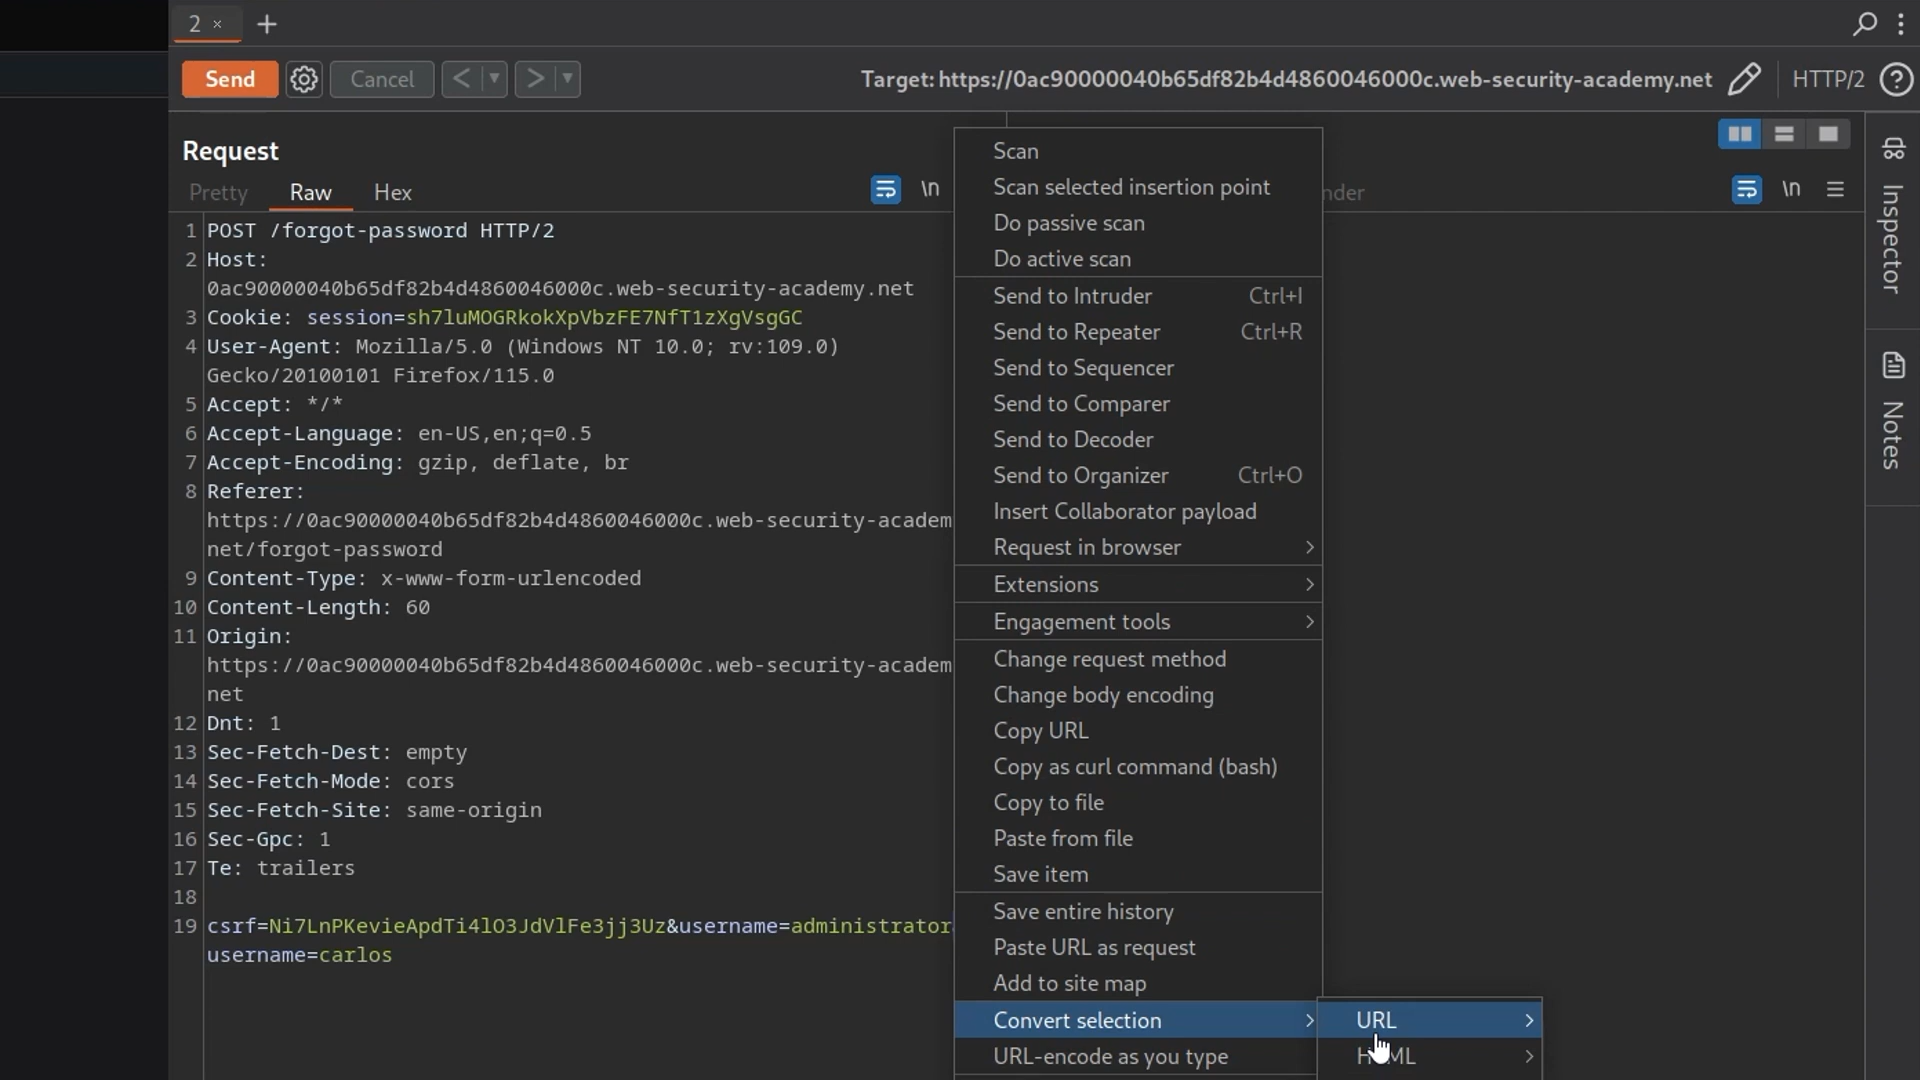 2 × +
Send Cancel < > Target: https://0ac90000040b65df82b4d4860046000c.web-security-academy.net HTTP/2 ?
Request
Pretty Raw Hex \n
1 POST /forgot-password HTTP/2
2 Host:
0ac90000040b65df82b4d4860046000c.web-security-academy.net
3 Cookie: session=sh7luMOGRkokXpVbzFE7NfT1zXgVsgGC
4 User-Agent: Mozilla/5.0 (Windows NT 10.0; rv:109.0)
Gecko/20100101 Firefox/115.0
5 Accept: */*
6 Accept-Language: en-US,en;q=0.5
7 Accept-Encoding: gzip, deflate, br
8 Referer:
https://0ac90000040b65df82b4d4860046000c.web-security-academ
net/forgot-password
9 Content-Type: x-www-form-urlencoded
10 Content-Length: 60
11 Origin:
https://0ac90000040b65df82b4d4860046000c.web-security-academ
net
12 Dnt: 1
13 Sec-Fetch-Dest: empty
14 Sec-Fetch-Mode: cors
15 Sec-Fetch-Site: same-origin
16 Sec-Gpc: 1
17 Te: trailers
18
19 csrf=Ni7LnPKevieApdTi4lO3JdVlFe3jj3Uz&username=administrator
username=carlos
Scan
Scan selected insertion point
Do passive scan
Do active scan
Send to Intruder Ctrl+I
Send to Repeater Ctrl+R
Send to Sequencer
Send to Comparer
Send to Decoder
Send to Organizer Ctrl+O
Insert Collaborator payload
Request in browser >
Extensions >
Engagement tools >
Change request method
Change body encoding
Copy URL
Copy as curl command (bash)
Copy to file
Paste from file
Save item
Save entire history
Paste URL as request
Add to site map
Convert selection >
URL-encode as you type
URL >
nder \n
Inspector
Notes